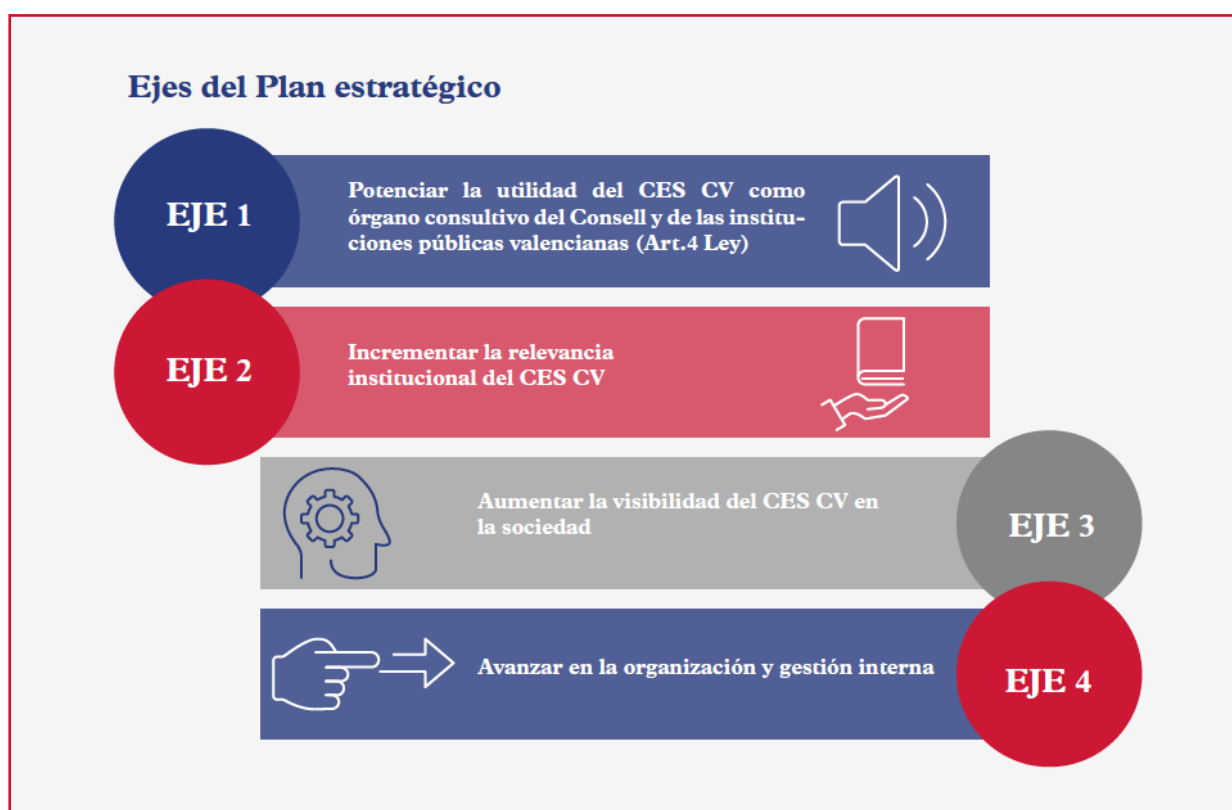 Ejes del Plan estratégico
EJE 1
Potenciar la utilidad del CES CV como
órgano consultivo del Consell y de las institu-
ciones públicas valencianas (Art.4 Ley)
EJE 2
Incrementar la relevancia
institucional del CES CV
Aumentar la visibilidad del CES CV en
la sociedad
EJE 3
Avanzar en la organización y gestión interna
EJE 4